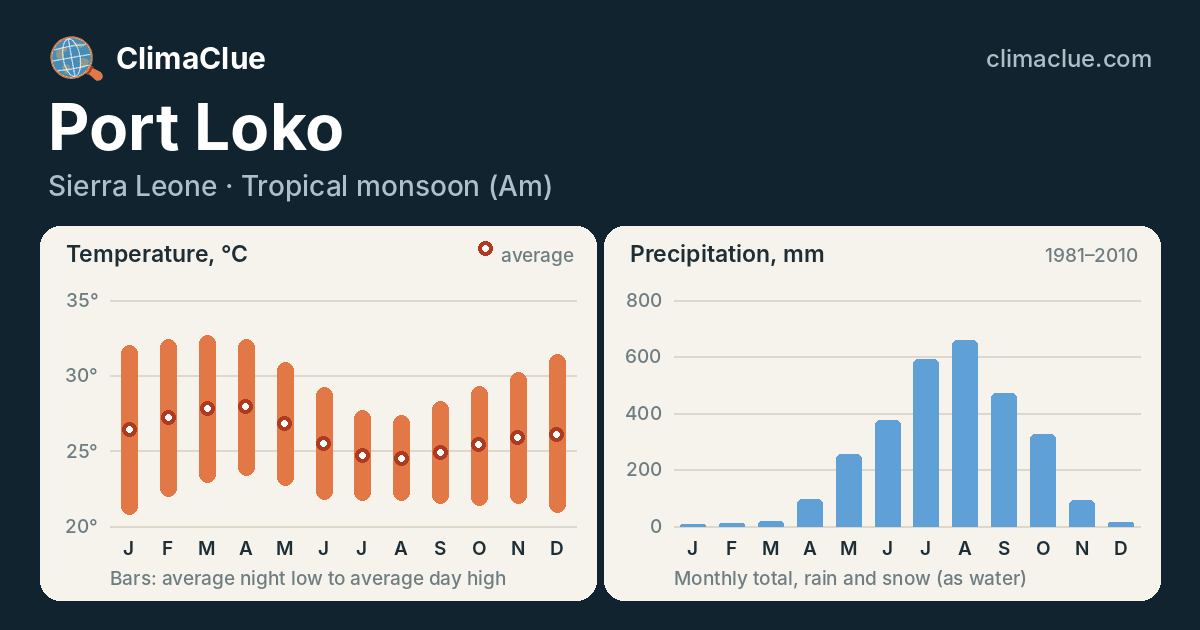 ClimaClue
climaclue.com
Port Loko
Sierra Leone · Tropical monsoon (Am)
Temperature, °C
average
35°
30°
25°
20°
J F M A M J J A S O N D
Bars: average night low to average day high
Precipitation, mm
1981–2010
800
600
400
200
0
J F M A M J J A S O N D
Monthly total, rain and snow (as water)